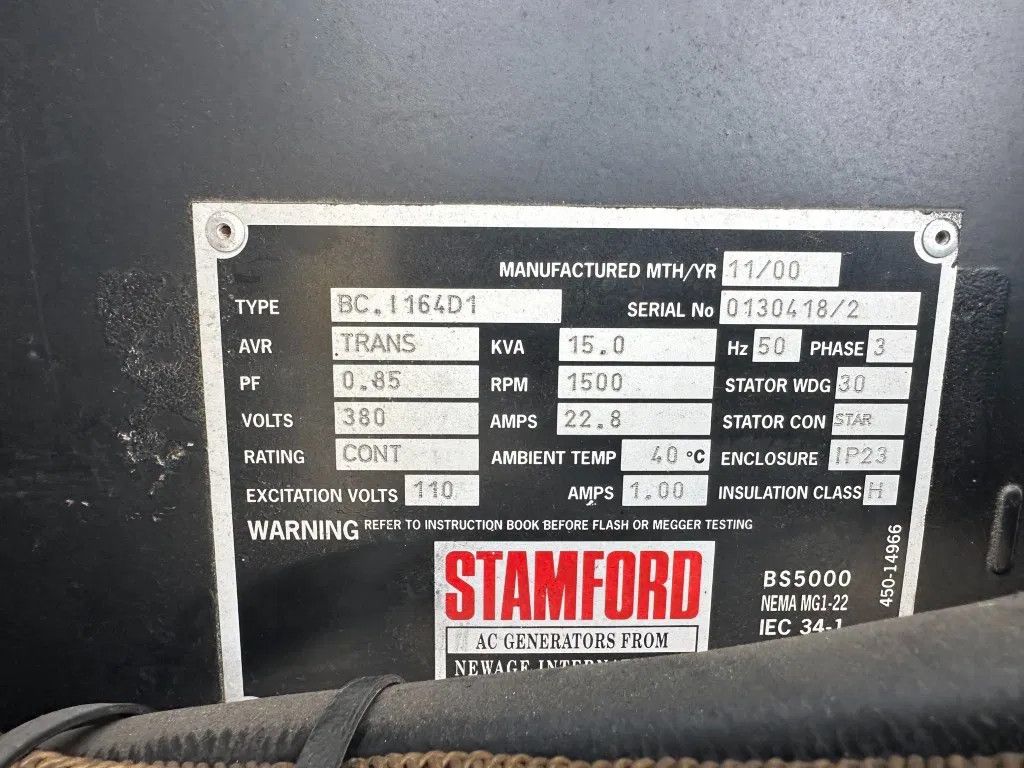 MANUFACTURED MTH/YR 11/00
TYPE BC.I164D1 SERIAL No 0130418/2
AVR TRANS KVA 15.0 Hz 50 PHASE 3
PF 0.85 RPM 1500 STATOR WDG 30
VOLTS 380 AMPS 22.8 STATOR CON STAR
RATING CONT AMBIENT TEMP 40 °C ENCLOSURE IP23
EXCITATION VOLTS 110 AMPS 1.00 INSULATION CLASS H
WARNING REFER TO INSTRUCTION BOOK BEFORE FLASH OR MEGGER TESTING
STAMFORD
AC GENERATORS FROM
NEWAGE
BS5000
NEMA MG1-22
IEC 34-1
450-14966